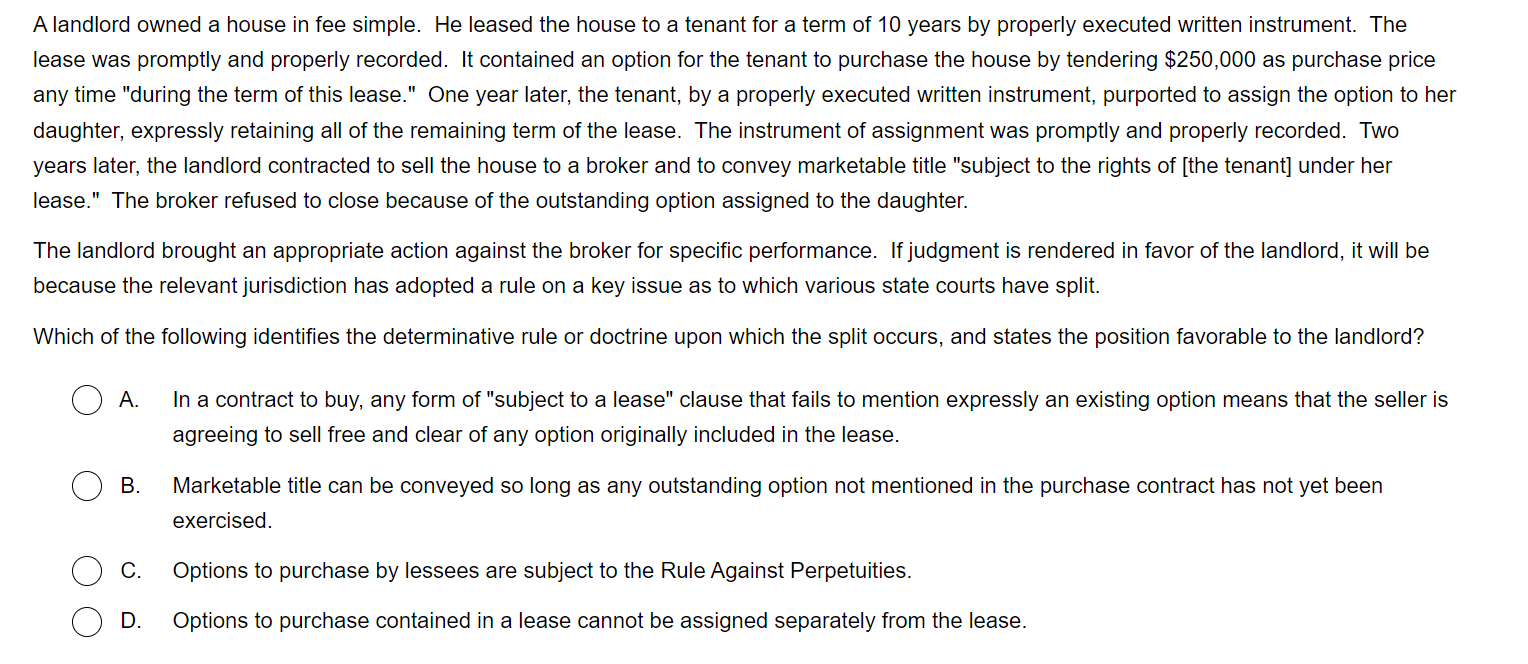 A landlord owned a house in fee simple.  He leased the house to a tenant for a term of 10 years by properly executed written instrument.  The
lease was promptly and properly recorded.  It contained an option for the tenant to purchase the house by tendering $250,000 as purchase price
any time "during the term of this lease."  One year later, the tenant, by a properly executed written instrument, purported to assign the option to her
daughter, expressly retaining all of the remaining term of the lease.  The instrument of assignment was promptly and properly recorded.  Two
years later, the landlord contracted to sell the house to a broker and to convey marketable title "subject to the rights of [the tenant] under her
lease."  The broker refused to close because of the outstanding option assigned to the daughter.
The landlord brought an appropriate action against the broker for specific performance.  If judgment is rendered in favor of the landlord, it will be
because the relevant jurisdiction has adopted a rule on a key issue as to which various state courts have split.
Which of the following identifies the determinative rule or doctrine upon which the split occurs, and states the position favorable to the landlord?
A. In a contract to buy, any form of "subject to a lease" clause that fails to mention expressly an existing option means that the seller is
agreeing to sell free and clear of any option originally included in the lease.
B. Marketable title can be conveyed so long as any outstanding option not mentioned in the purchase contract has not yet been
exercised.
C. Options to purchase by lessees are subject to the Rule Against Perpetuities.
D. Options to purchase contained in a lease cannot be assigned separately from the lease.